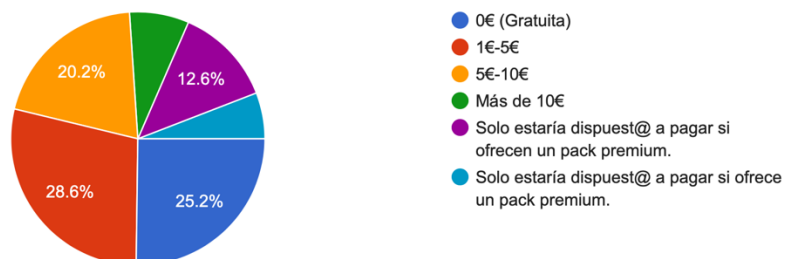 20.2%
12.6%
28.6%
25.2%
0€ (Gratuita)
1€-5€
5€-10€
Más de 10€
Solo estaría dispuest@ a pagar si
ofrecen un pack premium.
Solo estaría dispuest@ a pagar si ofrece
un pack premium.